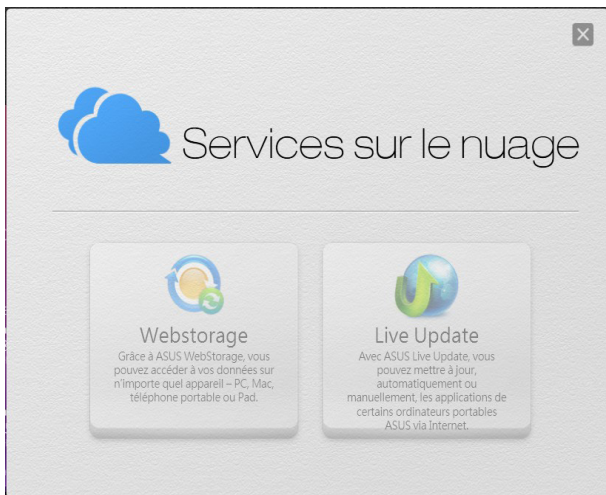 Services sur le nuage
Webstorage
Grâce à ASUS WebStorage, vous
pouvez accéder à vos données sur
n'importe quel appareil – PC, Mac,
téléphone portable ou Pad.
Live Update
Avec ASUS Live Update, vous
pouvez mettre à jour,
automatiquement ou
manuellement, les applications de
certains ordinateurs portables
ASUS via Internet.